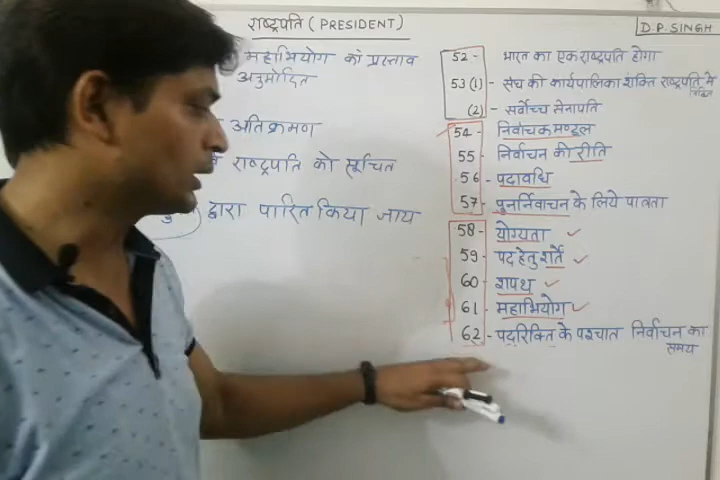 राष्ट्रपति (PRESIDENT)
D.P. SINGH
महाभियोग का प्रस्ताव
अनुमोदित
अतिक्रमण
राष्ट्रपति को सूचित
द्वारा पारित किया जाय
52 - भारत का एक राष्ट्रपति होगा
53 (1) - संघ की कार्यपालिका शक्ति राष्ट्रपति में
निहित
(2) - सर्वोच्च सेनापति
54 - निर्वाचक मण्डल
55 - निर्वाचन की रीति
56 - पदावधि
57 - पुनर्निर्वाचन के लिये पात्रता
58 - योग्यता
59 - पद हेतु शर्तें
60 - शपथ
61 - महाभियोग
62 - पदरिक्ति के पश्चात निर्वाचन का
समय